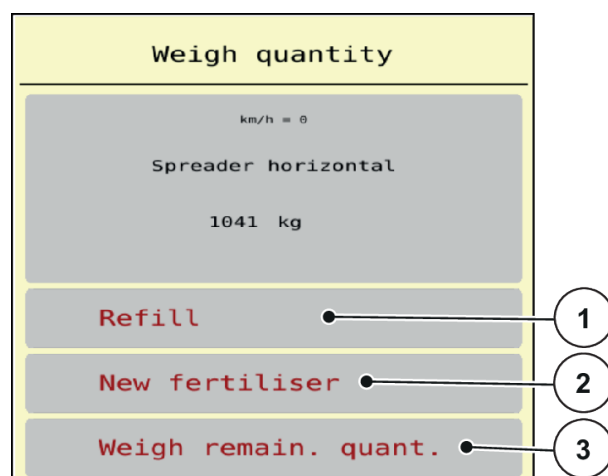 Weigh quantity
km/h = 0
Spreader horizontal
1041 kg
Refill
1
New fertiliser
2
Weigh remain. quant.
3